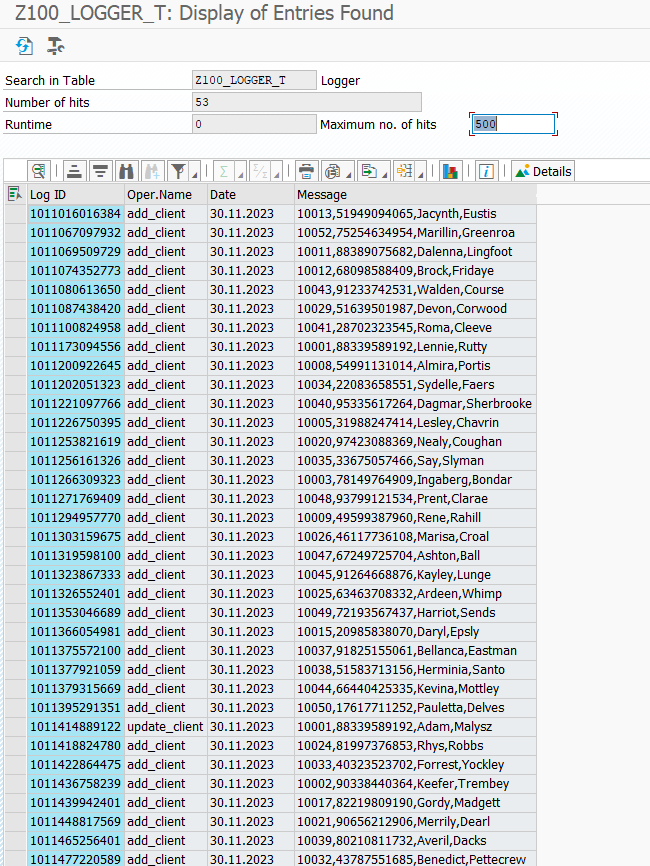 Z100_LOGGER_T: Display of Entries Found
Search in Table Z100_LOGGER_T Logger
Number of hits 53
Runtime 0 Maximum no. of hits 500
Details
Log ID Oper.Name Date Message
1011016016384 add_client 30.11.2023 10013,51949094065,Jacynth,Eustis
1011067097932 add_client 30.11.2023 10052,75254634954,Marillin,Greenroa
1011069509729 add_client 30.11.2023 10011,88389075682,Dalenna,Lingfoot
1011074352773 add_client 30.11.2023 10012,68098588409,Brock,Fridaye
1011080613650 add_client 30.11.2023 10043,91233742531,Walden,Course
1011087438420 add_client 30.11.2023 10029,51639501987,Devon,Corwood
1011100824958 add_client 30.11.2023 10041,28702323545,Roma,Cleeve
1011173094556 add_client 30.11.2023 10001,88339589192,Lennie,Rutty
1011200922645 add_client 30.11.2023 10008,54991131014,Almira,Portis
1011202051323 add_client 30.11.2023 10034,22083658551,Sydelle,Faers
1011221097766 add_client 30.11.2023 10040,95335617264,Dagmar,Sherbrooke
1011226750395 add_client 30.11.2023 10005,31988247414,Lesley,Chavrin
1011253821619 add_client 30.11.2023 10020,97423088369,Nealy,Coughan
1011256161326 add_client 30.11.2023 10035,33675057466,Say,Slyman
1011266309323 add_client 30.11.2023 10003,78149764909,Ingaberg,Bondar
1011271769409 add_client 30.11.2023 10048,93799121534,Prent,Clarae
1011294957770 add_client 30.11.2023 10009,49599387960,Rene,Rahill
1011303159675 add_client 30.11.2023 10026,46117736108,Marisa,Croal
1011319598100 add_client 30.11.2023 10047,67249725704,Ashton,Ball
1011323867333 add_client 30.11.2023 10045,91264668876,Kayley,Lunge
1011326552401 add_client 30.11.2023 10025,63463708332,Ardeen,Whimp
1011353046689 add_client 30.11.2023 10049,72193567437,Harriot,Sends
1011366054981 add_client 30.11.2023 10015,20985838070,Daryl,Epsly
1011375572100 add_client 30.11.2023 10037,91825155061,Bellanca,Eastman
1011377921059 add_client 30.11.2023 10038,51583713156,Herminia,Santo
1011379315669 add_client 30.11.2023 10044,66440425335,Kevina,Mottley
1011395291351 add_client 30.11.2023 10050,17617711252,Pauletta,Delves
1011414889122 update_client 30.11.2023 10001,88339589192,Adam,Malysz
1011418824780 add_client 30.11.2023 10024,81997376853,Rhys,Robbs
1011422864475 add_client 30.11.2023 10033,40323523702,Forrest,Yockley
1011436758239 add_client 30.11.2023 10002,90338440364,Keefer,Trembey
1011439942401 add_client 30.11.2023 10017,82219809190,Gordy,Madgett
1011448817569 add_client 30.11.2023 10021,90656212906,Merrily,Dearl
1011465256401 add_client 30.11.2023 10039,80210811732,Averil,Dacks
1011477220589 add_client 30.11.2023 10032,43787551685,Benedict,Pettecrew